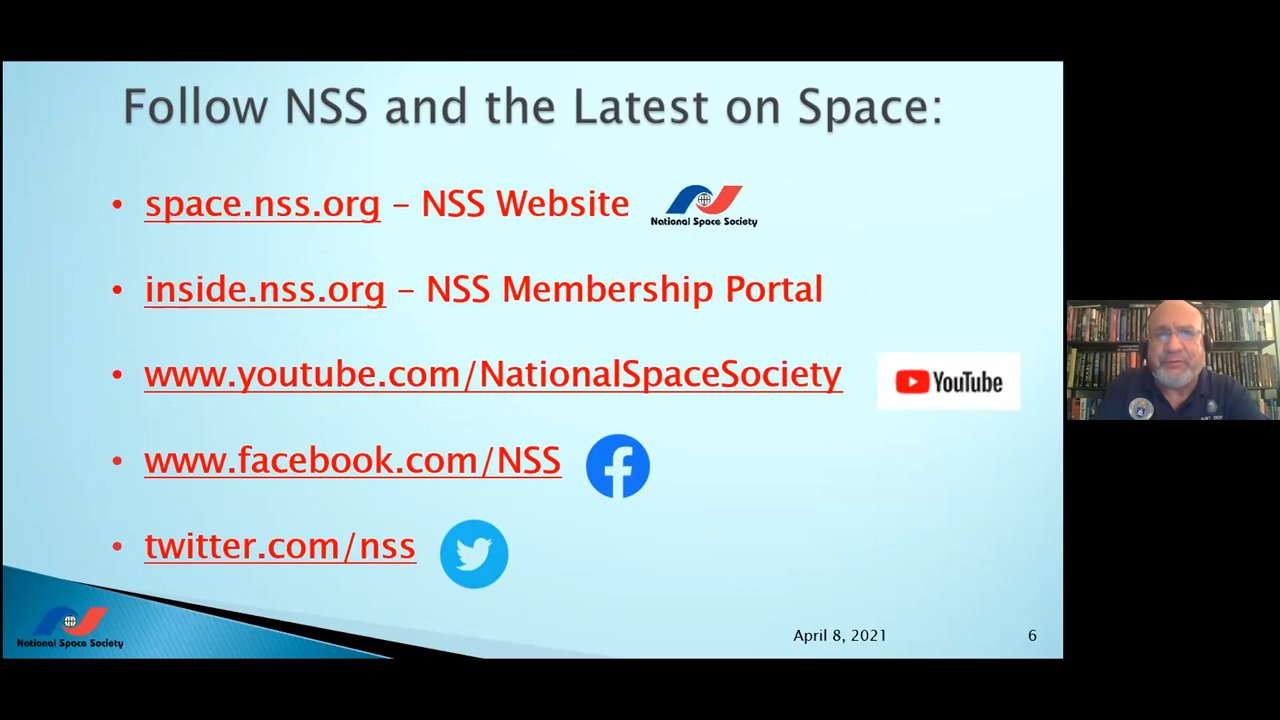 Follow NSS and the Latest on Space:
• space.nss.org – NSS Website
National Space Society
• inside.nss.org – NSS Membership Portal
• www.youtube.com/NationalSpaceSociety
YouTube
• www.facebook.com/NSS
• twitter.com/nss
National Space Society
April 8, 2021
6